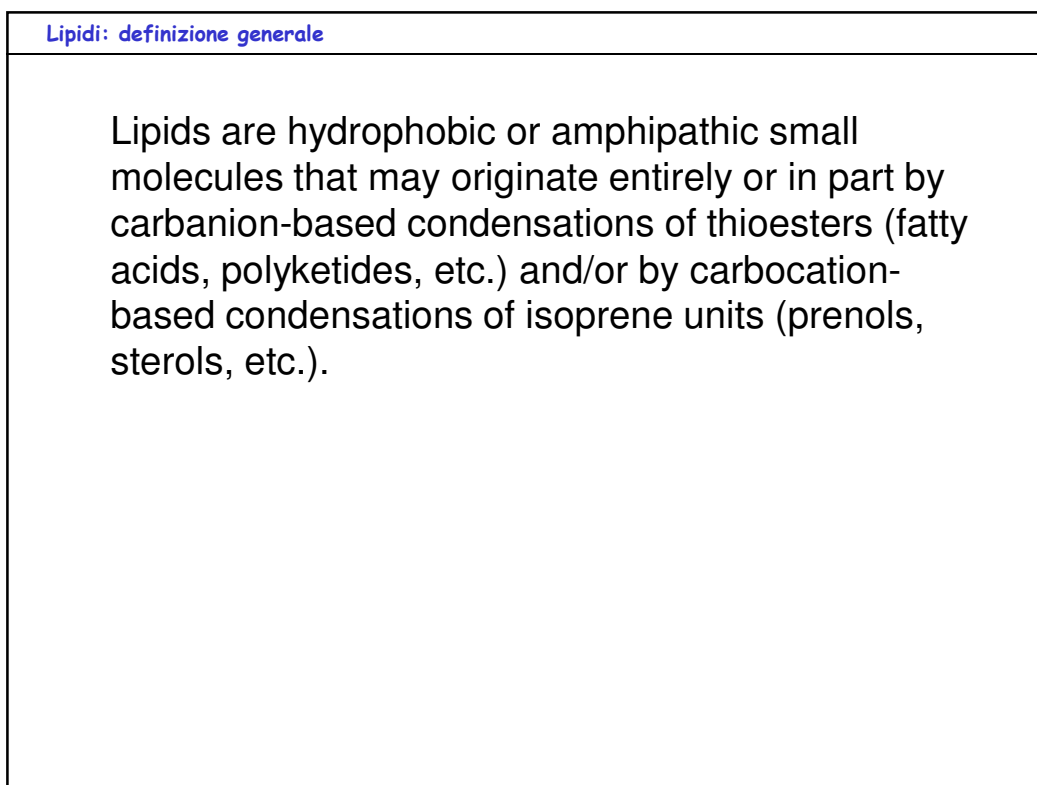 Lipidi: definizione generale
Lipids are hydrophobic or amphipathic small
molecules that may originate entirely or in part by
carbanion-based condensations of thioesters (fatty
acids, polyketides, etc.) and/or by carbocation-
based condensations of isoprene units (prenols,
sterols, etc.).